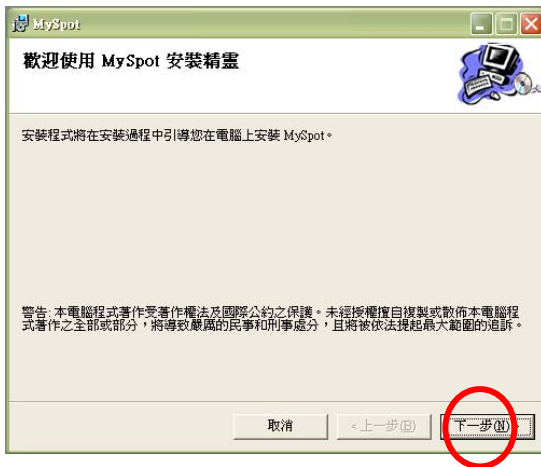 MySpot
歡迎使用 MySpot 安裝精靈
安裝程式將在安裝過程中引導您在電腦上安裝 MySpot。
警告: 本電腦程式著作受著作權法及國際公約之保護。未經授權擅自複製或散佈本電腦程
式著作之全部或部分，將導致嚴厲的民事和刑事處分，且將被依法提起最大範圍的追訴。
取消 <上一步(B) 下一步(N)>